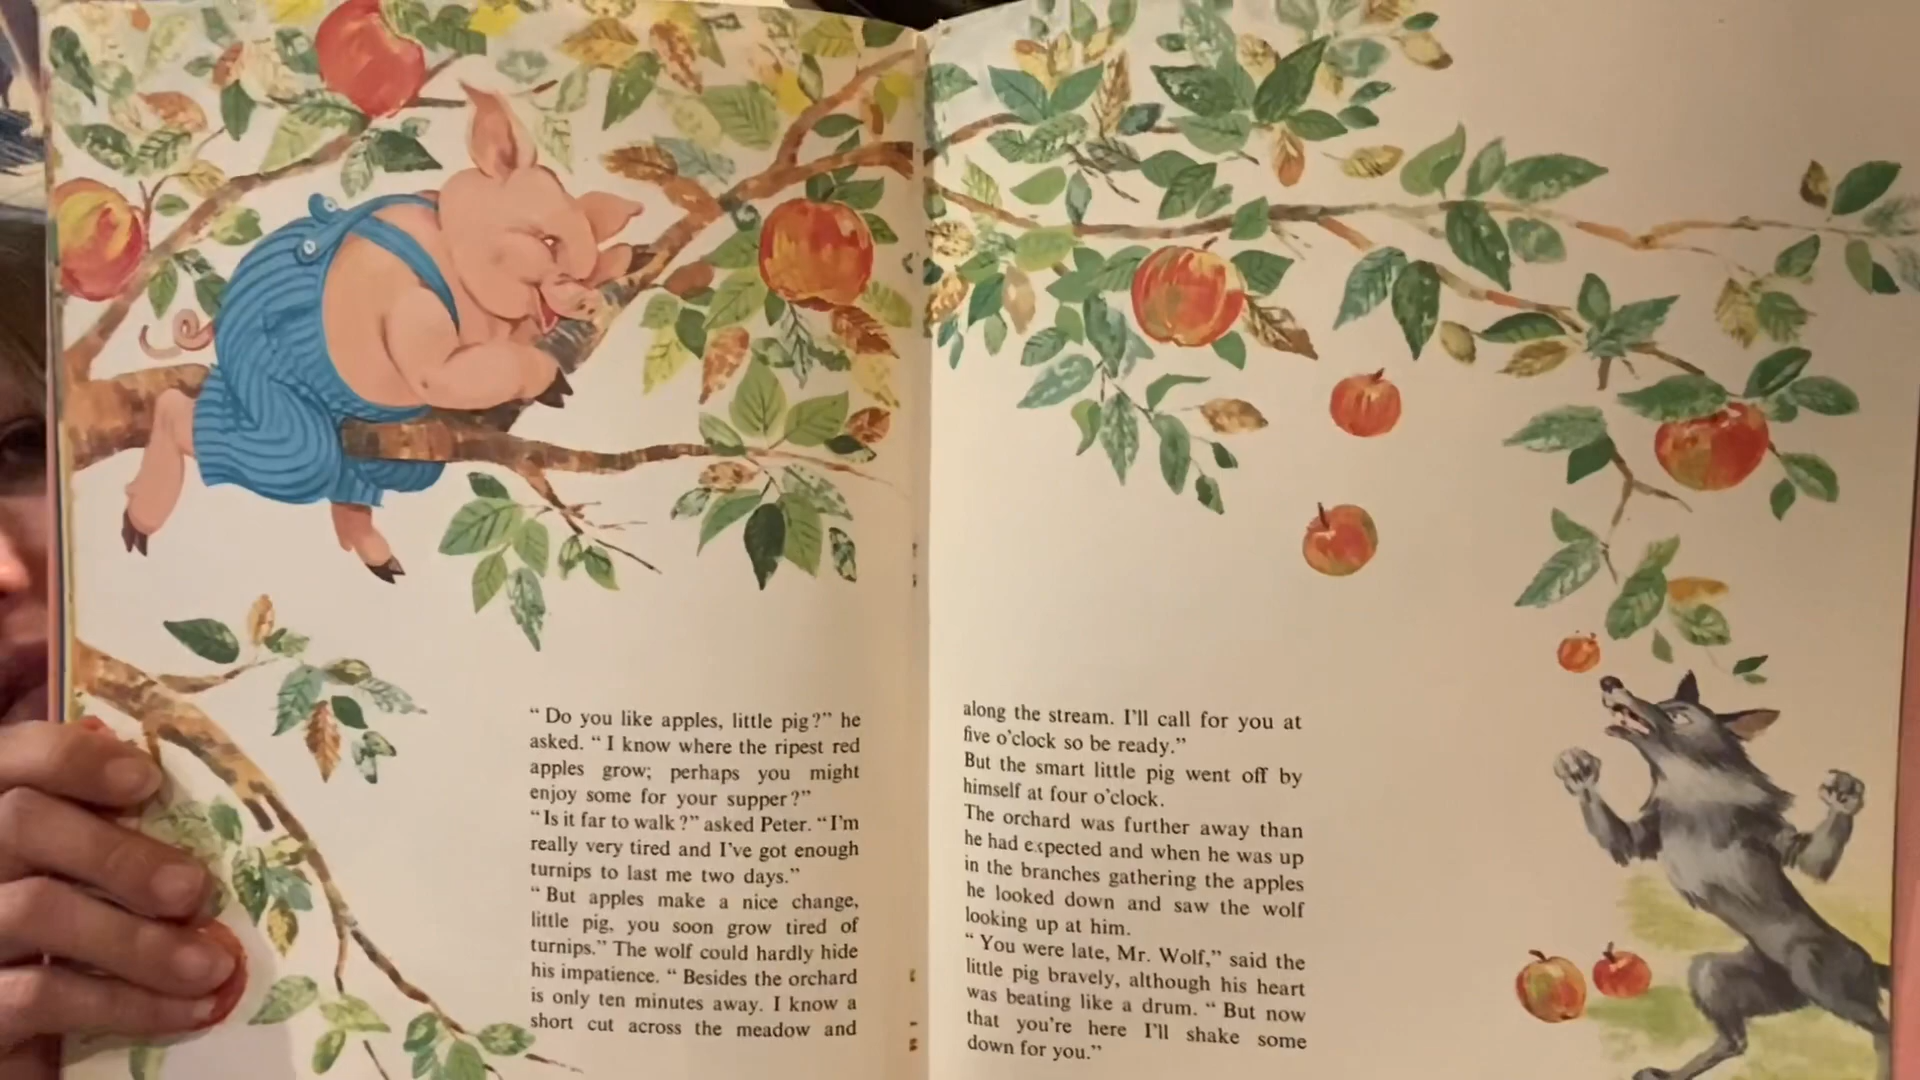 “ Do you like apples, little pig?” he
asked. “ I know where the ripest red
apples grow; perhaps you might
enjoy some for your supper?”
“ Is it far to walk?” asked Peter. “ I’m
really very tired and I’ve got enough
turnips to last me two days.”
“ But apples make a nice change,
little pig, you soon grow tired of
turnips.” The wolf could hardly hide
his impatience. “ Besides the orchard
is only ten minutes away. I know a
short cut across the meadow and
along the stream. I’ll call for you at
five o’clock so be ready.”
But the smart little pig went off by
himself at four o’clock.
The orchard was further away than
he had expected and when he was up
in the branches gathering the apples
he looked down and saw the wolf
looking up at him.
“ You were late, Mr. Wolf,” said the
little pig bravely, although his heart
was beating like a drum. “ But now
that you’re here I’ll shake some
down for you.”